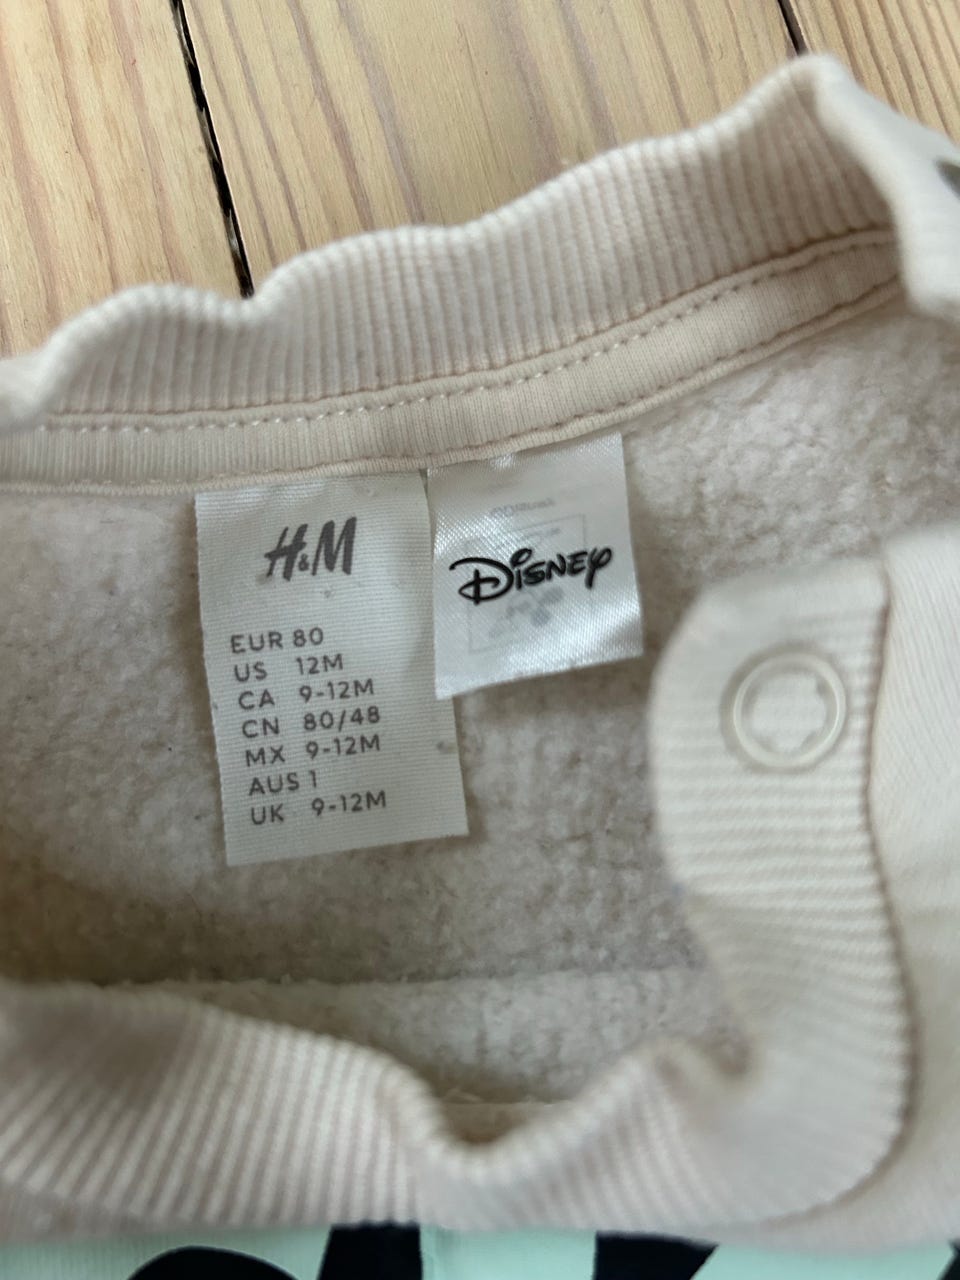 H&M
EUR 80
US 12M
CA 9-12M
CN 80/48
MX 9-12M
AUS 1
UK 9-12M
Disney